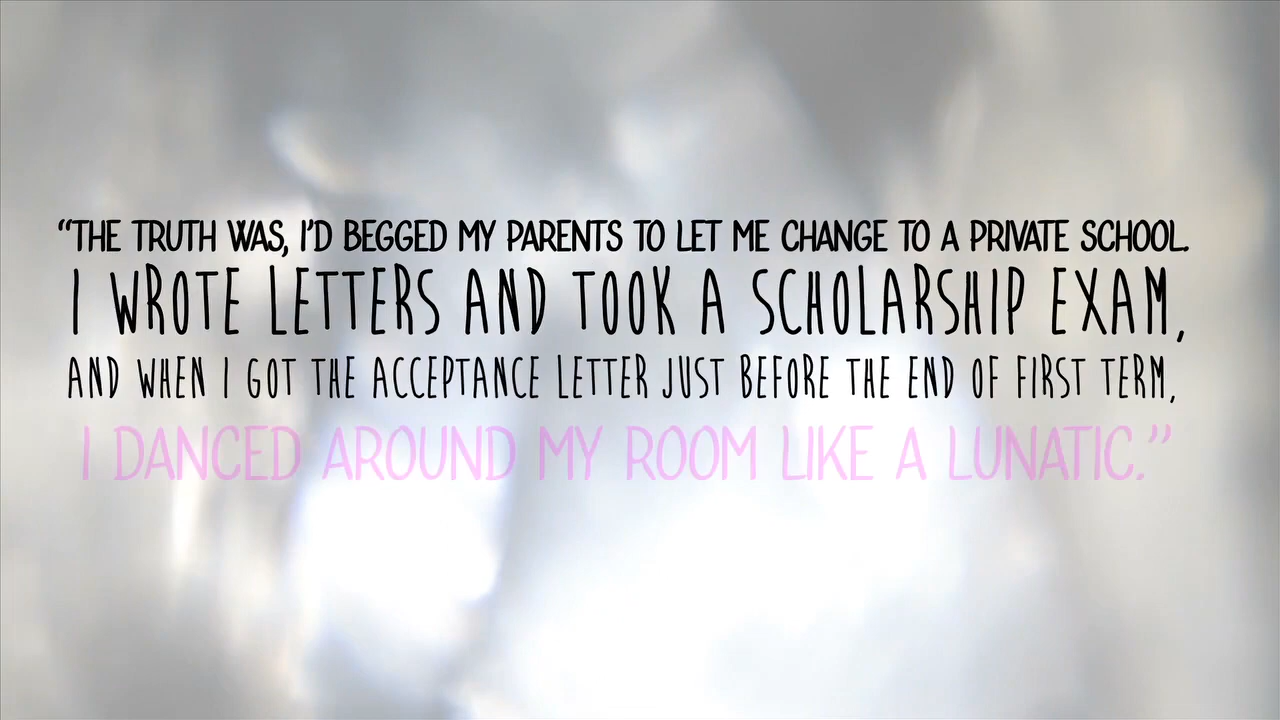 “THE TRUTH WAS, I’D BEGGED MY PARENTS TO LET ME CHANGE TO A PRIVATE SCHOOL.
I WROTE LETTERS AND TOOK A SCHOLARSHIP EXAM,
AND WHEN I GOT THE ACCEPTANCE LETTER JUST BEFORE THE END OF FIRST TERM,
I DANCED AROUND MY ROOM LIKE A LUNATIC.”